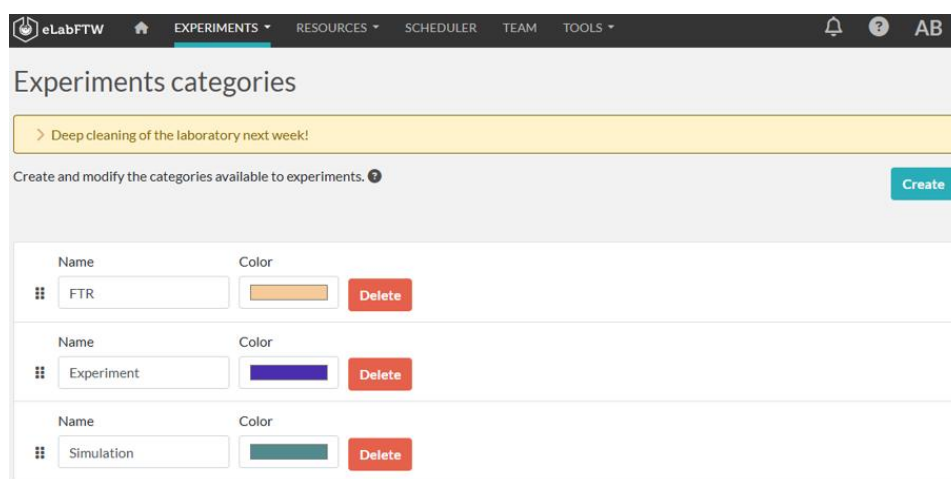 eLabFTW EXPERIMENTS RESOURCES SCHEDULER TEAM TOOLS ? AB
Experiments categories
> Deep cleaning of the laboratory next week!
Create and modify the categories available to experiments. ?
Create
Name Color
FTR Delete
Name Color
Experiment Delete
Name Color
Simulation Delete